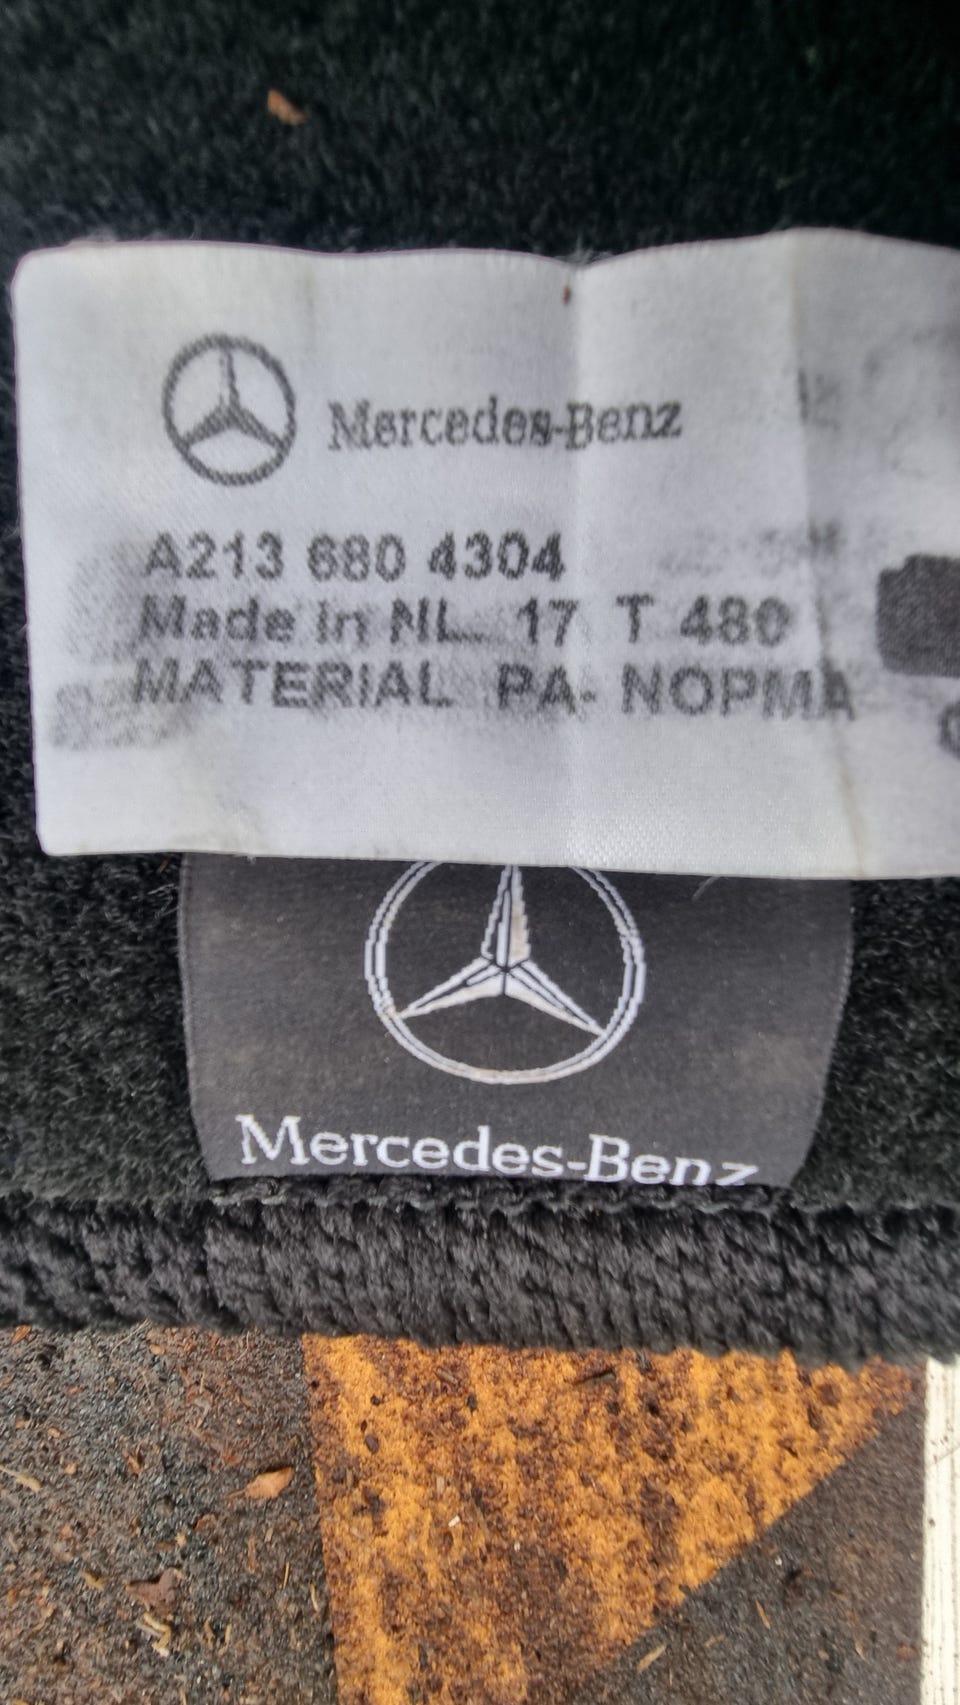 Mercedes-Benz
A213 680 4304
Made in NL 17 T 480
MATERIAL PA- NOPMA
Mercedes-Benz